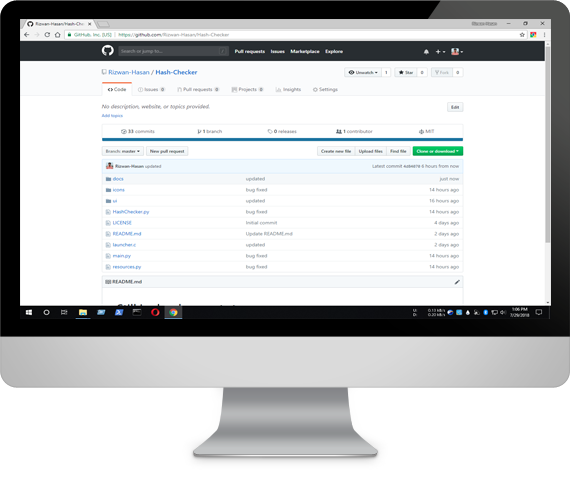 Rizwan-Hasan/Hash-Chec
GitHub, Inc. [US] https://github.com/Rizwan-Hasan/Hash-Checker
Search or jump to... Pull requests Issues Marketplace Explore
Rizwan-Hasan / Hash-Checker
Unwatch 1 Star 0 Fork 0
Code Issues 0 Pull requests 0 Projects 0 Insights Settings
No description, website, or topics provided.
Edit
Add topics
33 commits 1 branch 0 releases 1 contributor MIT
Branch: master New pull request Create new file Upload files Find file Clone or download
Rizwan-Hasan updated Latest commit 6 hours from now
docs updated just now
icons bug fixed 14 hours ago
ui updated 16 hours ago
HashChecker.py bug fixed 14 hours ago
LICENSE Initial commit 4 days ago
README.md Update README.md 2 days ago
launcher.c updated 2 days ago
main.py bug fixed 14 hours ago
resources.py bug fixed 14 hours ago
README.md
U: 0.13 kB/s
D: 0.20 kB/s
1:06 PM
7/29/2018